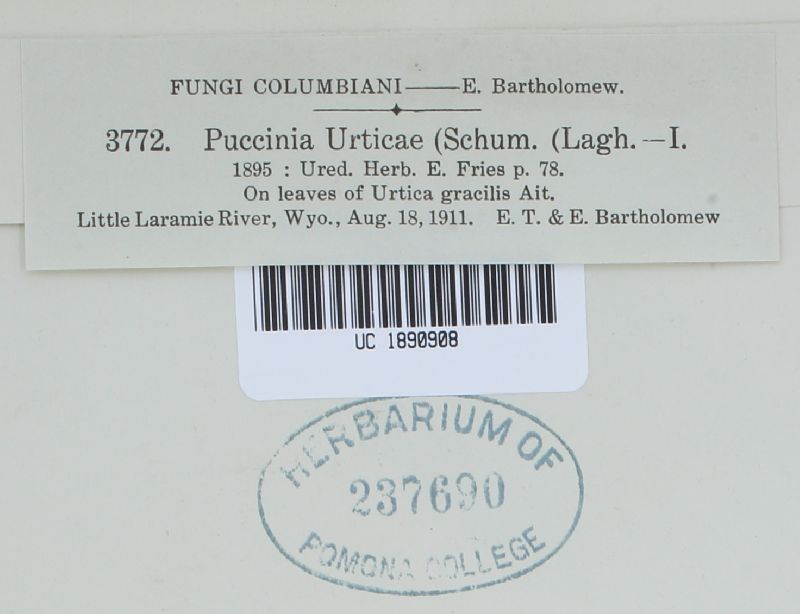 FUNGI COLUMBIANI——E. Bartholomew.
3772. Puccinia Urticae (Schum. (Lagh. — I.
1895 : Ured. Herb. E. Fries p. 78.
On leaves of Urtica gracilis Ait.
Little Laramie River, Wyo., Aug. 18, 1911. E. T. & E. Bartholomew
UC 1890908
HERBARIUM OF
237690
POMONA COLLEGE